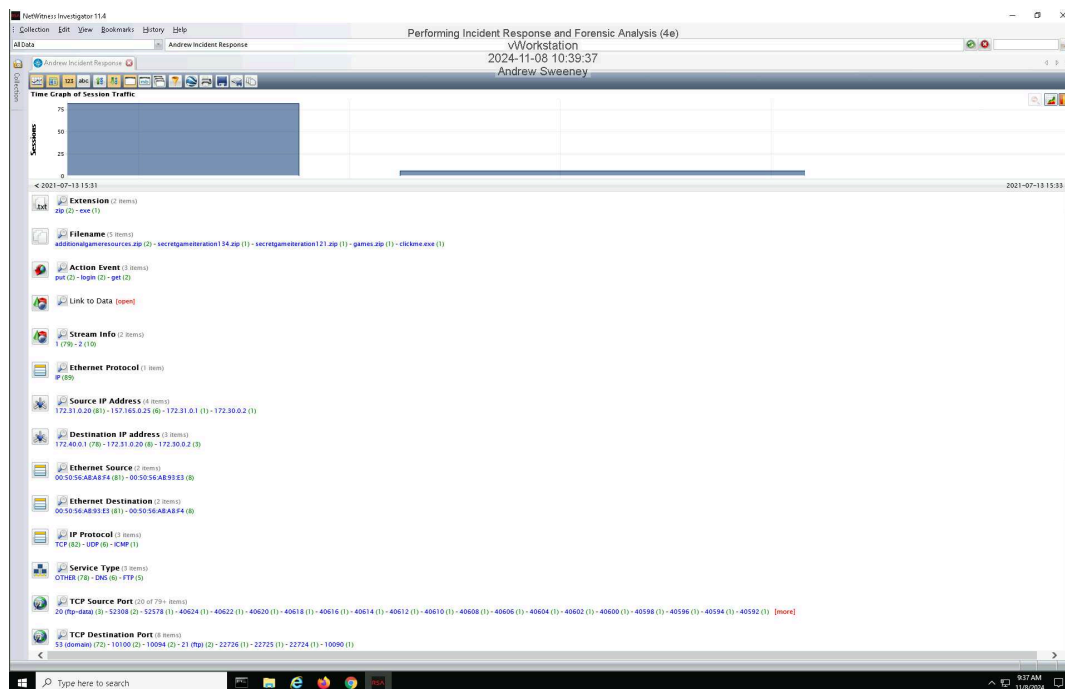 NetWitness Investigator 11.4
Collection Edit View Bookmarks History Help
Performing Incident Response and Forensic Analysis (4e)
All Data
Andrew Incident Response
vWorkstation
2024-11-08 10:39:37
Andrew Sweeney
Andrew Incident Response
Collection
Time Graph of Session Traffic
Sessions
75
50
25
0
< 2021-07-13 15:31
2021-07-13 15:33
Extension (2 items)
zip (2) - exe (1)
Filename (5 items)
additionalgameresources.zip (2) - secretgameiteration134.zip (1) - secretgameiteration121.zip (1) - games.zip (1) - clickme.exe (1)
Action Event (3 items)
put (2) - login (2) - get (2)
Link to Data [open]
Stream Info (2 items)
1 (79) - 2 (10)
Ethernet Protocol (1 item)
IP (89)
Source IP Address (4 items)
172.31.0.20 (81) - 157.165.0.25 (6) - 172.31.0.1 (1) - 172.30.0.2 (1)
Destination IP address (3 items)
172.40.0.1 (78) - 172.31.0.20 (8) - 172.30.0.2 (3)
Ethernet Source (2 items)
00:50:56:AB:A8:F4 (81) - 00:50:56:AB:93:E3 (8)
Ethernet Destination (2 items)
00:50:56:AB:93:E3 (81) - 00:50:56:AB:A8:F4 (8)
IP Protocol (3 items)
TCP (82) - UDP (6) - ICMP (1)
Service Type (3 items)
OTHER (78) - DNS (6) - FTP (5)
TCP Source Port (20 of 79+ items)
20 (ftp-data) (3) - 52308 (2) - 52578 (1) - 40624 (1) - 40622 (1) - 40620 (1) - 40618 (1) - 40616 (1) - 40614 (1) - 40612 (1) - 40610 (1) - 40608 (1) - 40606 (1) - 40604 (1) - 40602 (1) - 40600 (1) - 40598 (1) - 40596 (1) - 40594 (1) - 40592 (1) [more]
TCP Destination Port (8 items)
53 (domain) (72) - 10100 (2) - 10094 (2) - 21 (ftp) (2) - 22726 (1) - 22725 (1) - 22724 (1) - 10090 (1)
Type here to search
RSA
9:37 AM
11/8/2024